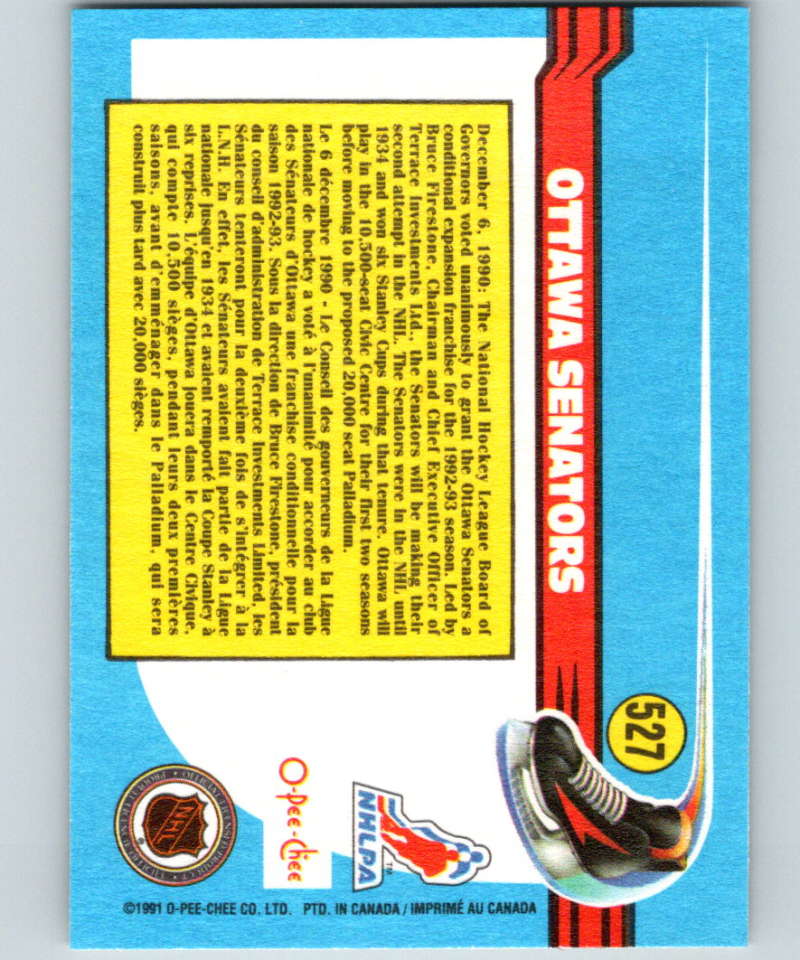 OTTAWA SENATORS
527
December 6, 1990: The National Hockey League Board of
Governors voted unanimously to grant the Ottawa Senators a
conditional expansion franchise for the 1992-93 season. Led by
Bruce Firestone, Chairman and Chief Executive Officer of
Terrace Investments Ltd., the Senators will be making their
second attempt in the NHL. The Senators were in the NHL until
1934 and won six Stanley Cups during that tenure. Ottawa will
play in the 10,500-seat Civic Centre for their first two seasons
before moving to the proposed 20,000 seat Palladium.
Le 6 décembre 1990 - Le Conseil des gouverneurs de la Ligue
nationale de hockey a voté à l'unanimité pour accorder au club
des Sénateurs d'Ottawa une franchise conditionnelle pour la
saison 1992-93. Sous la direction de Bruce Firestone, président
du conseil d'administration de Terrace Investments Limited, les
Sénateurs tenteront pour la deuxième fois de s'intégrer à la
L.N.H. En effet, les Sénateurs avaient fait partie de la Ligue
nationale jusqu'en 1934 et avaient remporté la Coupe Stanley à
six reprises. L'équipe d'Ottawa jouera dans le Centre Civique,
qui compte 10,500 sièges, pendant leurs deux premières
saisons, avant d'emménager dans le Palladium, qui sera
construit plus tard avec 20,000 sièges.
NHLPA
TM
O-Pee-Chee
NHL
©1991 O-PEE-CHEE CO. LTD. PTD. IN CANADA / IMPRIMÉ AU CANADA